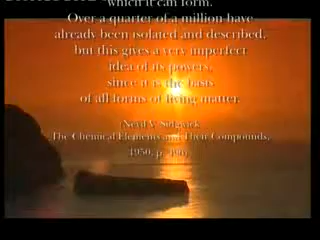 which it can form.
Over a quarter of a million have
already been isolated and described,
but this gives a very imperfect
idea of its powers,
since it is the basis
of all forms of living matter.
(Nevil V. Sidgwick
The Chemical Elements and Their Compounds,
1950, p.